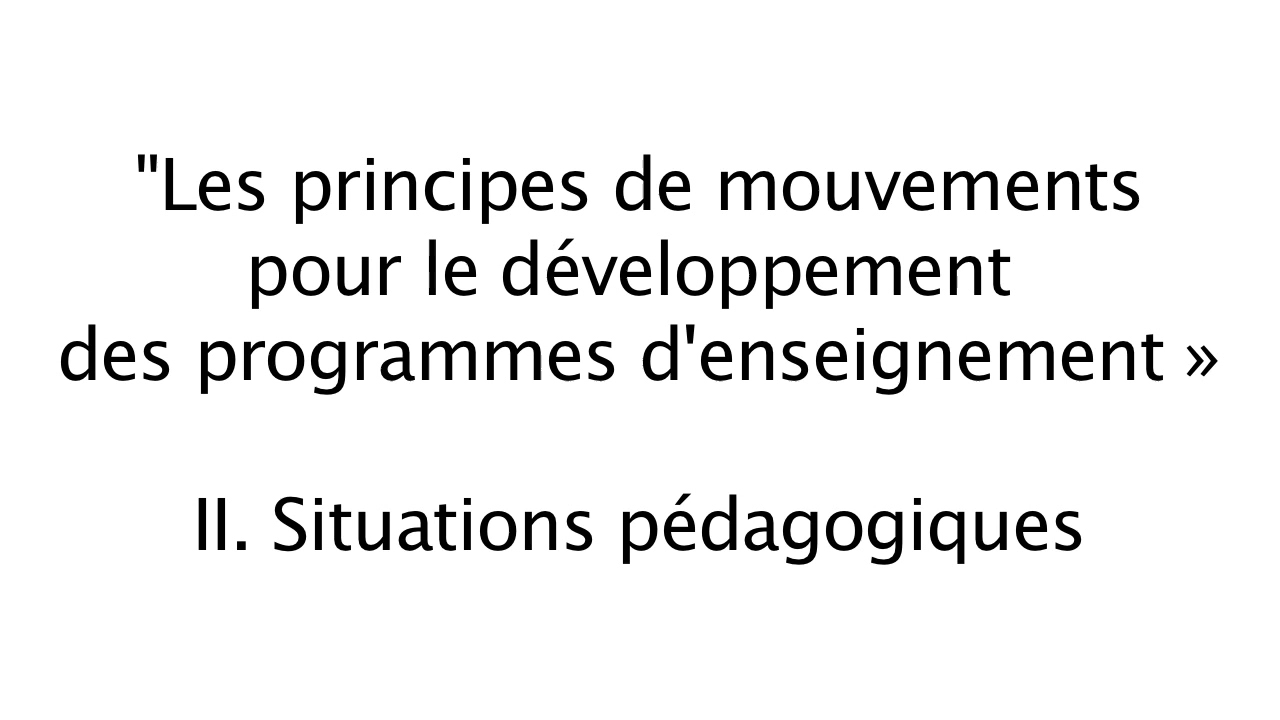 "Les principes de mouvements
pour le développement
des programmes d'enseignement »
II. Situations pédagogiques